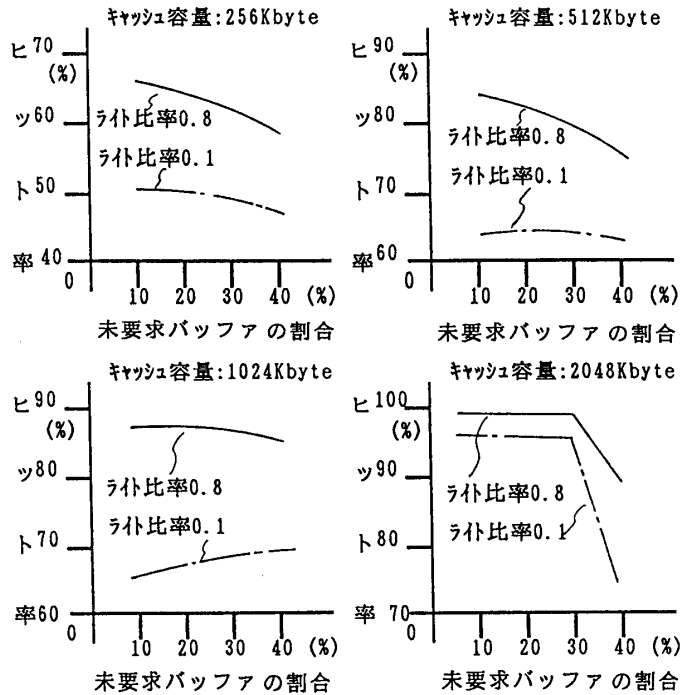 キャッシュ容量:256Kbyte
ヒット率
(%)
70
60
50
40
0
ライト比率0.8
ライト比率0.1
10 20 30 40 (%)
未要求バッファの割合
キャッシュ容量:512Kbyte
ヒット率
(%)
90
80
70
60
0
ライト比率0.8
ライト比率0.1
10 20 30 40 (%)
未要求バッファの割合
キャッシュ容量:1024Kbyte
ヒット率
(%)
90
80
70
60
0
ライト比率0.8
ライト比率0.1
10 20 30 40 (%)
未要求バッファの割合
キャッシュ容量:2048Kbyte
ヒット率
(%)
100
90
80
70
0
ライト比率0.8
ライト比率0.1
10 20 30 40 (%)
未要求バッファの割合